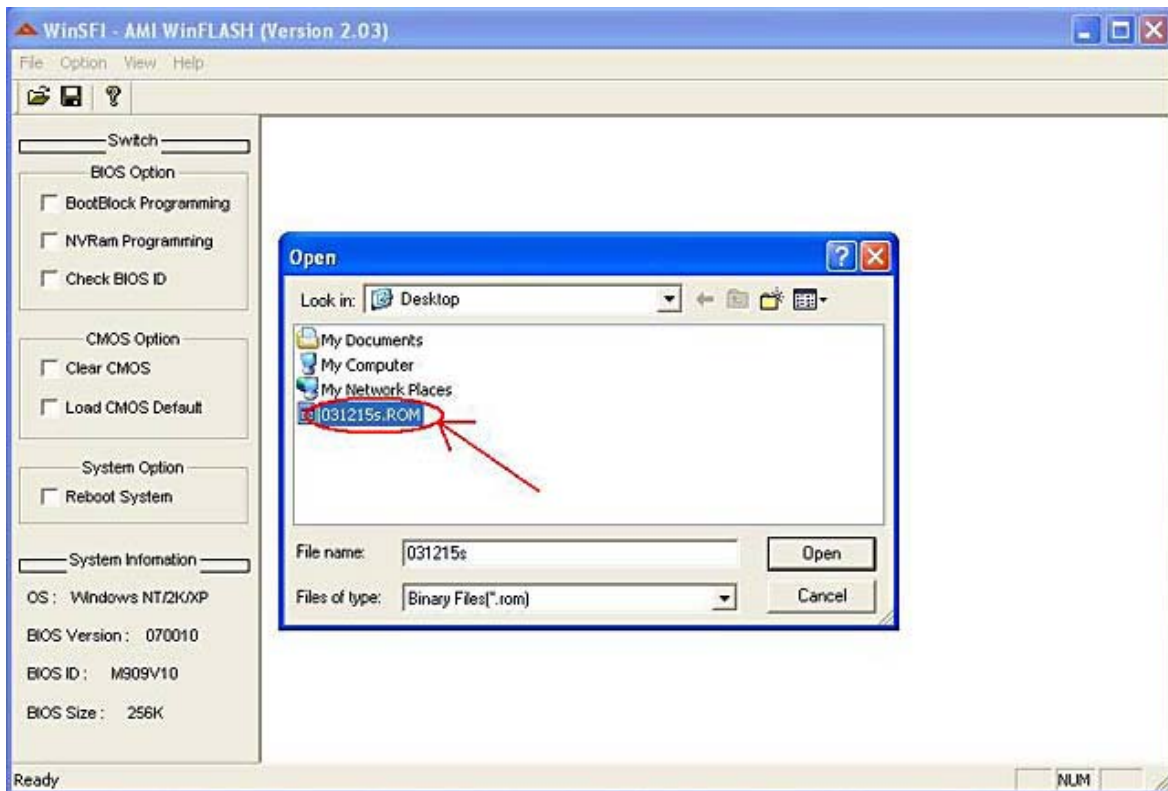 WinSFI - AMI WinFLASH (Version 2.03)
File Option View Help
Switch
BIOS Option
BootBlock Programming
NVRam Programming
Check BIOS ID
CMOS Option
Clear CMOS
Load CMOS Default
System Option
Reboot System
System Infomation
OS : Windows NT/2K/XP
BIOS Version : 070010
BIOS ID : M909V10
BIOS Size : 256K
Open
Look in: Desktop
My Documents
My Computer
My Network Places
031215s.ROM
File name: 031215s Open
Files of type: Binary Files(*.rom) Cancel
Ready NUM